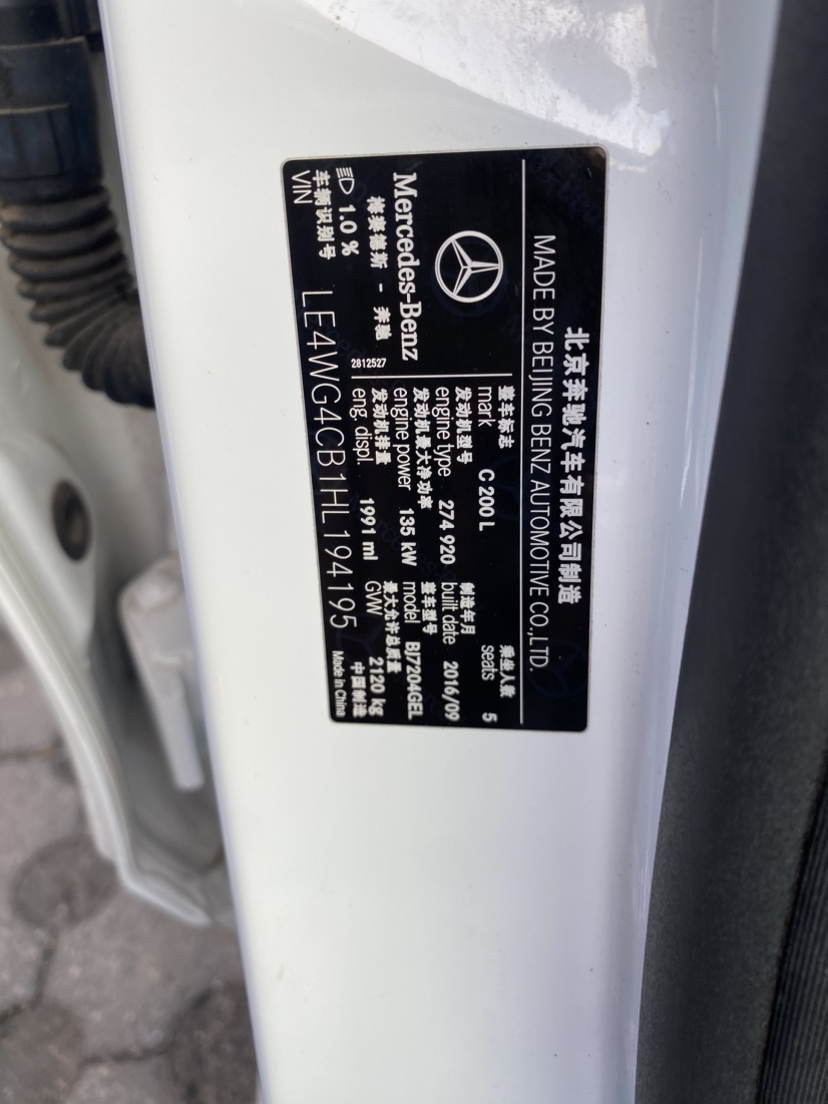 北京奔驰汽车有限公司制造
MADE BY BEIJING BENZ AUTOMOTIVE CO.,LTD.
整车标志
mark C 200 L
乘坐人数
seats 5
发动机型号
engine type 274 920
制造年月
built date 2016/09
发动机最大净功率
engine power 135 kW
整车型号
model BJ7204GEL
发动机排量
eng. displ. 1991 ml
最大允许总质量
GVW 2120 kg
Mercedes-Benz
梅赛德斯 - 奔驰
1.0 %
2812527
车辆识别号
VIN LE4WG4CB1HL194195
中国制造
Made in China